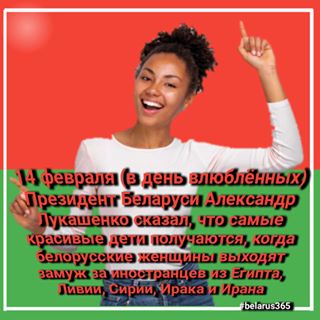 14 февраля (в день влюблённых)
Президент Беларуси Александр
Лукашенко сказал, что самые
красивые дети получаются, когда
белорусские женщины выходят
замуж за иностранцев из Египта,
Ливии, Сирии, Ирака и Ирана
#belarus365